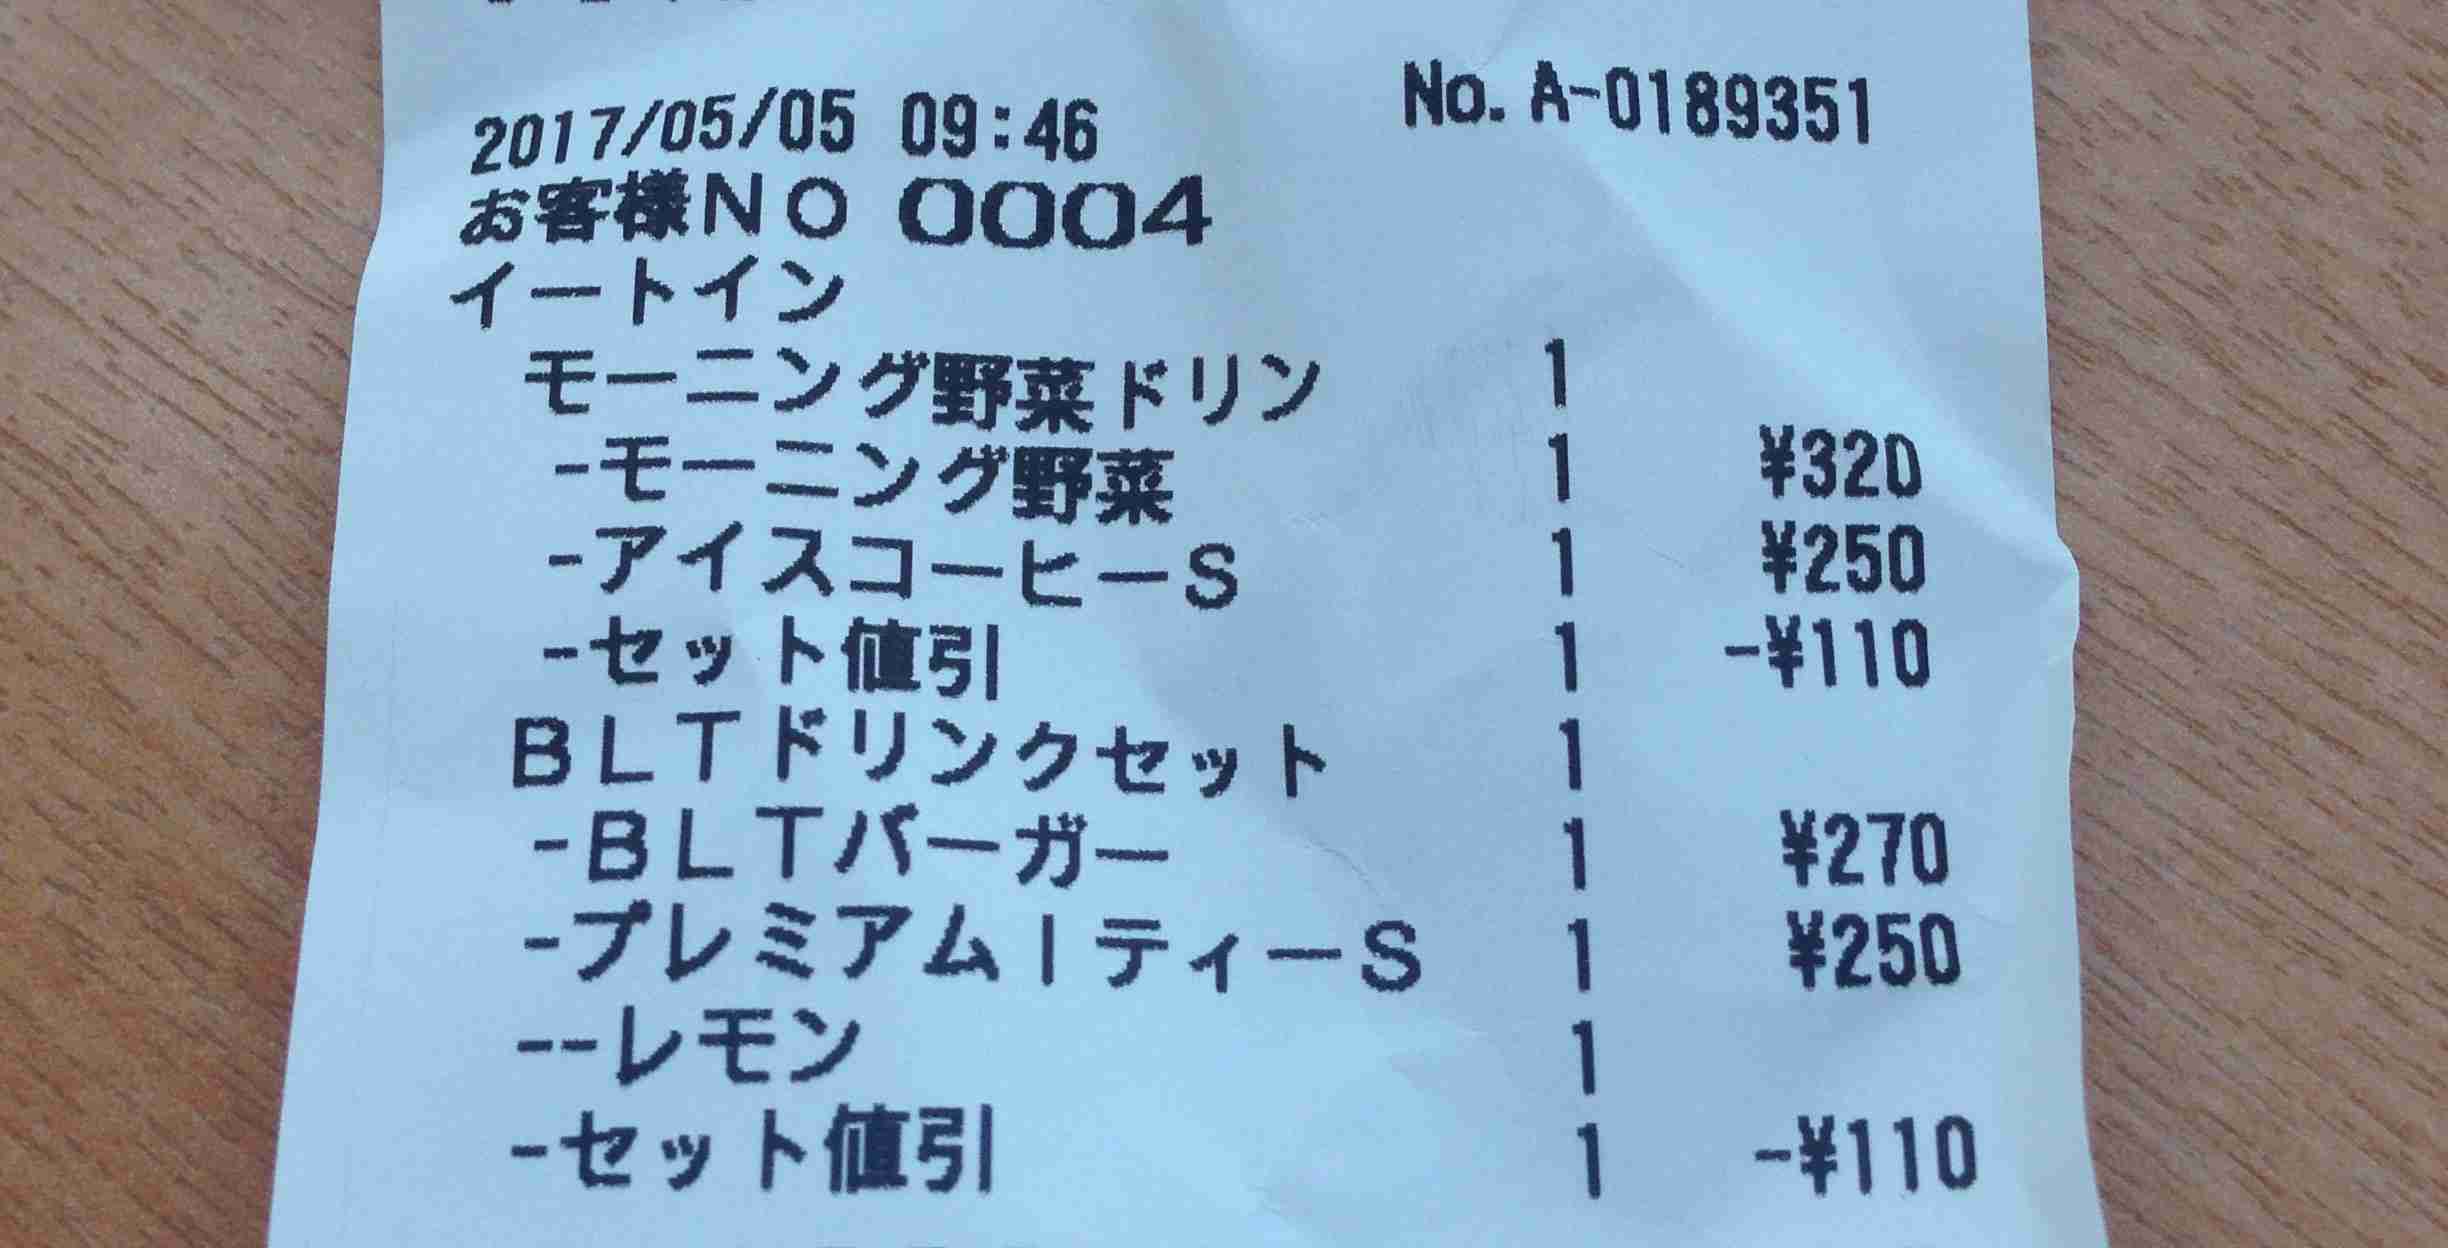 2017/05/05 09:46 No. A-0189351
お客様ＮＯ 0004
イートイン
モーニング野菜ドリン 1
-モーニング野菜 1 ¥320
-アイスコーヒーＳ 1 ¥250
-セット値引 1 -¥110
ＢＬＴドリンクセット 1
-ＢＬＴバーガー 1 ¥270
-プレミアムＩティーＳ 1 ¥250
--レモン 1
-セット値引 1 -¥110